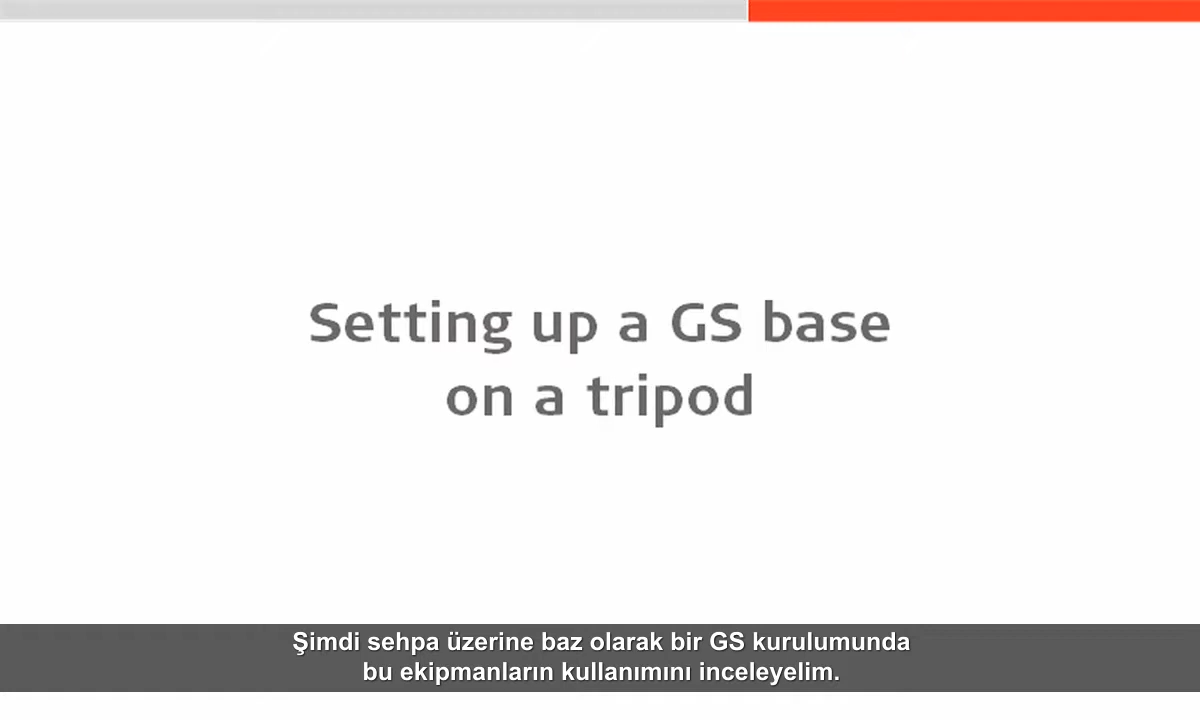 Setting up a GS base
on a tripod
Şimdi sehpa üzerine baz olarak bir GS kurulumunda
bu ekipmanların kullanımını inceleyelim.